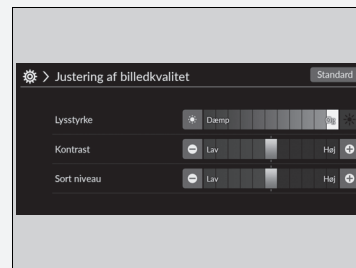 Justering af billedkvalitet
Standard
Lysstyrke
Dæmp
Kontrast
Lav
Høj
Sort niveau
Lav
Høj